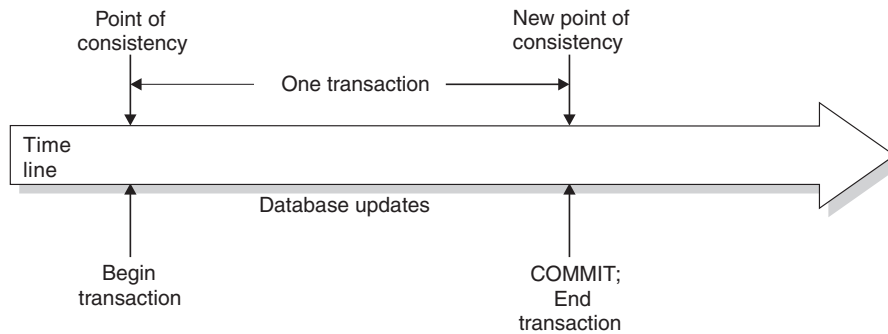 Point of
consistency
New point of
consistency
One transaction
Time
line
Database updates
Begin
transaction
COMMIT;
End
transaction